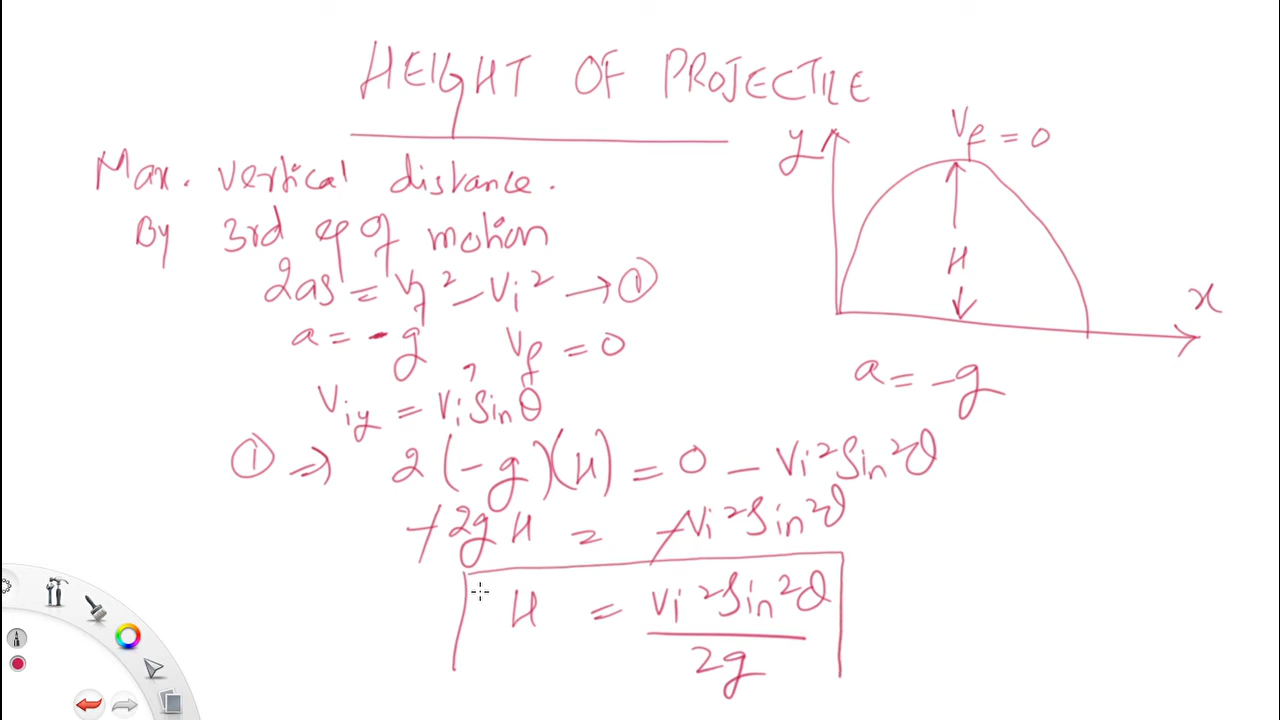 HEIGHT OF PROJECTILE
Max. vertical distance.
By 3rd eq of motion
2as = Vf² - Vi² → ①
a = -g, Vf = 0
Viy = Vi Sinθ
① ⇒ 2(-g)(H) = 0 - Vi² Sin²θ
-2gH = -Vi² Sin²θ
H = Vi² Sin²θ / 2g
y
Vf = 0
H
x
a = -g